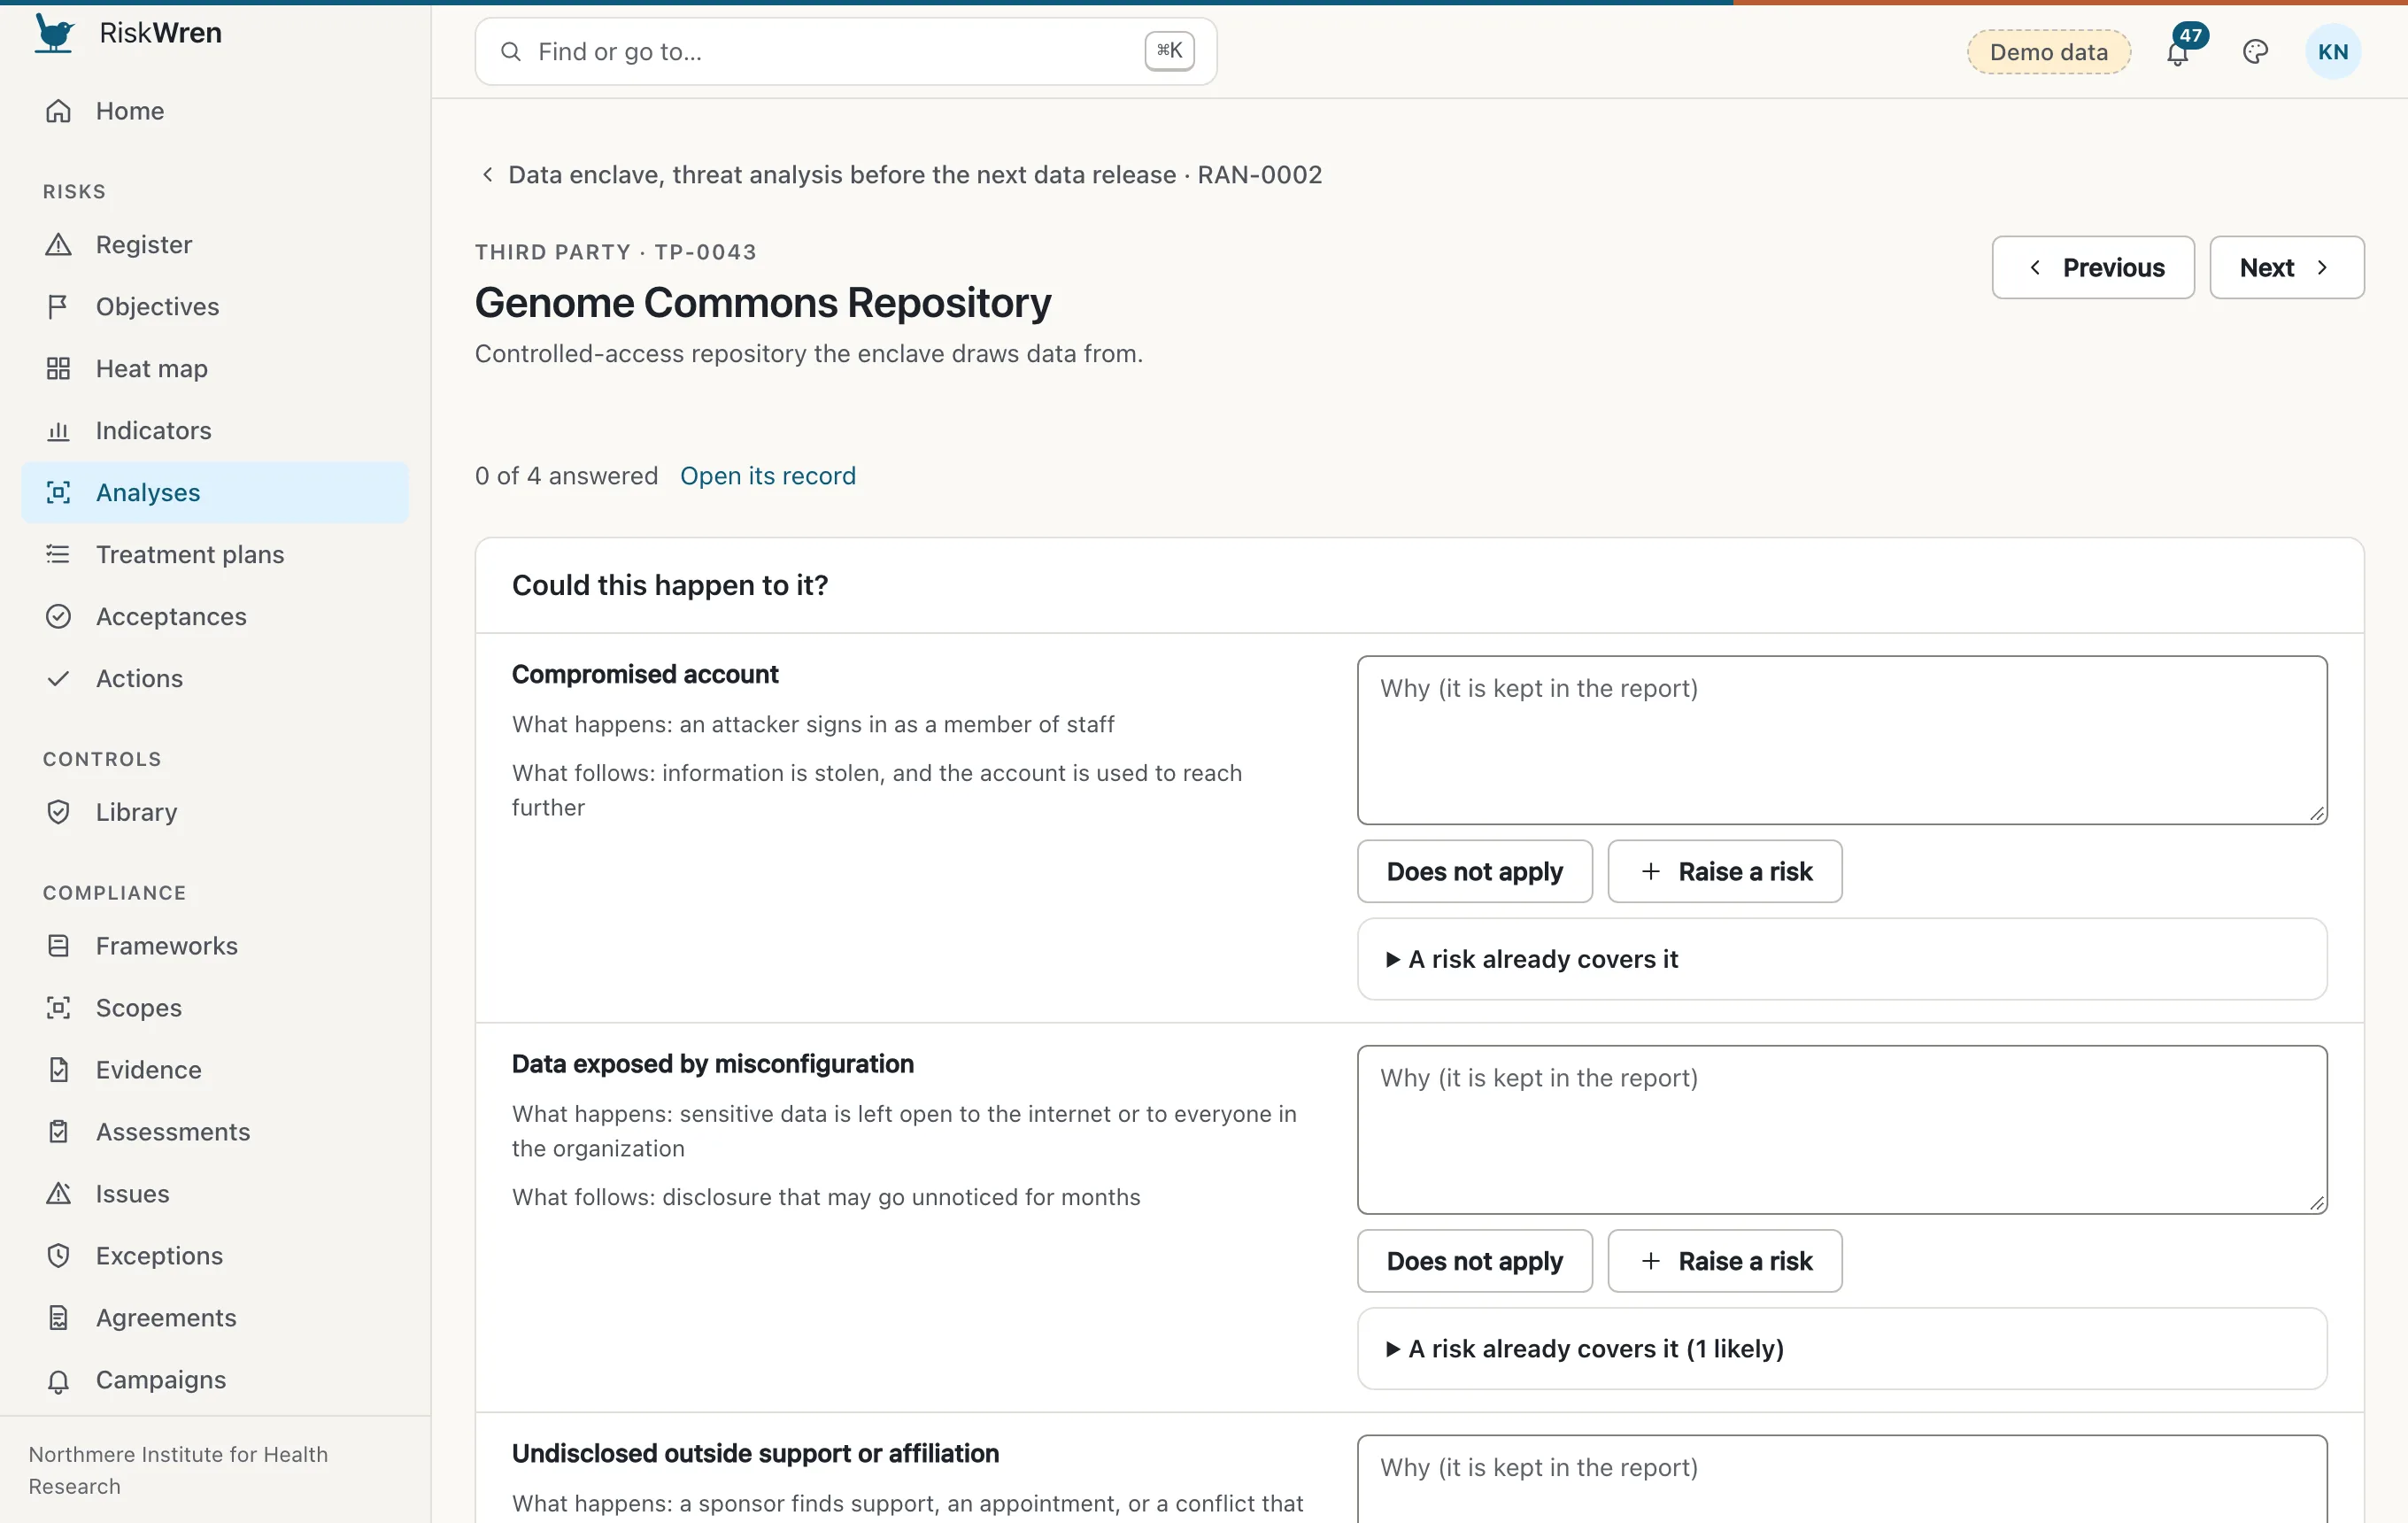 RiskWren
Find or go to...
⌘K
Demo data
47
KN
Home
RISKS
Register
Objectives
Heat map
Indicators
Analyses
Treatment plans
Acceptances
Actions
CONTROLS
Library
COMPLIANCE
Frameworks
Scopes
Evidence
Assessments
Issues
Exceptions
Agreements
Campaigns
Northmere Institute for Health
Research
Data enclave, threat analysis before the next data release · RAN-0002
THIRD PARTY · TP-0043
Genome Commons Repository
Controlled-access repository the enclave draws data from.
Previous
Next
0 of 4 answered Open its record
Could this happen to it?
Compromised account
What happens: an attacker signs in as a member of staff
What follows: information is stolen, and the account is used to reach
further
Why (it is kept in the report)
Does not apply
Raise a risk
A risk already covers it
Data exposed by misconfiguration
What happens: sensitive data is left open to the internet or to everyone in
the organization
What follows: disclosure that may go unnoticed for months
Why (it is kept in the report)
Does not apply
Raise a risk
A risk already covers it (1 likely)
Undisclosed outside support or affiliation
What happens: a sponsor finds support, an appointment, or a conflict that
Why (it is kept in the report)